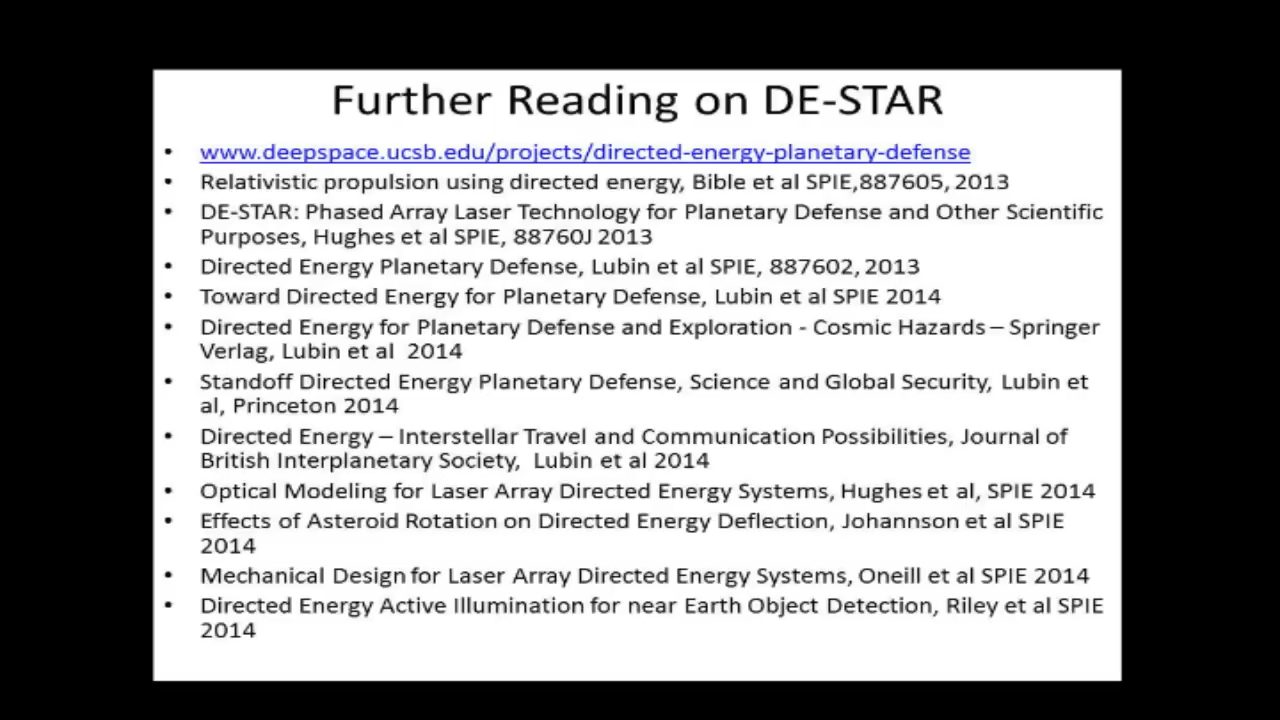 Further Reading on DE-STAR
• www.deepspace.ucsb.edu/projects/directed-energy-planetary-defense
• Relativistic propulsion using directed energy, Bible et al SPIE,887605, 2013
• DE-STAR: Phased Array Laser Technology for Planetary Defense and Other Scientific
Purposes, Hughes et al SPIE, 88760J 2013
• Directed Energy Planetary Defense, Lubin et al SPIE, 887602, 2013
• Toward Directed Energy for Planetary Defense, Lubin et al SPIE 2014
• Directed Energy for Planetary Defense and Exploration - Cosmic Hazards – Springer
Verlag, Lubin et al  2014
• Standoff Directed Energy Planetary Defense, Science and Global Security, Lubin et
al, Princeton 2014
• Directed Energy – Interstellar Travel and Communication Possibilities, Journal of
British Interplanetary Society,  Lubin et al 2014
• Optical Modeling for Laser Array Directed Energy Systems, Hughes et al, SPIE 2014
• Effects of Asteroid Rotation on Directed Energy Deflection, Johannson et al SPIE
2014
• Mechanical Design for Laser Array Directed Energy Systems, Oneill et al SPIE 2014
• Directed Energy Active Illumination for near Earth Object Detection, Riley et al SPIE
2014